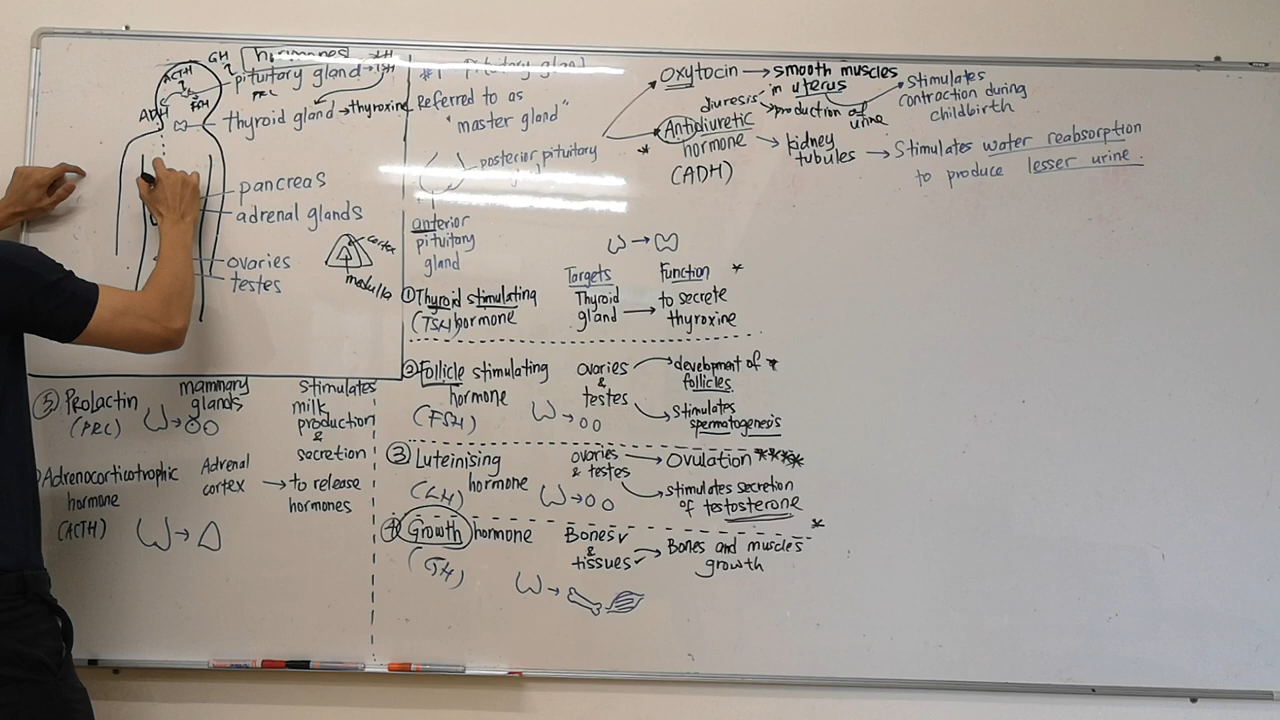 hormones
GH
LH
ACTH
pituitary gland → TSH
PRL
FSH
ADH
thyroid gland → thyroxine
pancreas
adrenal glands
cortex
medulla
ovaries
testes
#1 Pituitary gland
Referred to as
"master gland"
posterior pituitary
anterior
pituitary
gland
Oxytocin → smooth muscles
in uterus
stimulates
contraction during
childbirth
diuresis
production of
urine
* Antidiuretic
hormone
(ADH)
kidney
tubules
→ Stimulates water reabsorption
to produce lesser urine.
Targets
Function *
① Thyroid stimulating
(TSH) hormone
Thyroid
gland
→ to secrete
thyroxine
② Follicle stimulating
hormone
(FSH)
ovaries
&
testes
development of *
follicles
stimulates
spermatogenesis
③ Luteinising
hormone
(LH)
ovaries
& testes
Ovulation ****
stimulates secretion
of testosterone
④ Growth hormone
(GH)
Bones ✓
&
tissues ✓
→ Bones and muscles *
growth
⑤ Prolactin
(PRL)
mammary
glands
stimulates
milk
production
&
secretion
Adrenocorticotrophic
hormone
(ACTH)
Adrenal
cortex
→ to release
hormones